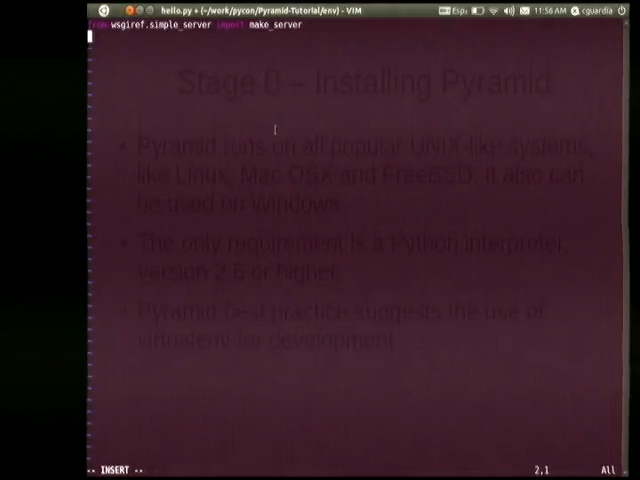 hello.py + (~/work/pycon/Pyramid-Tutorial/env) - VIM
Esp 11:56 AM cguardia
from wsgiref.simple_server import make_server
Stage 0 – Installing Pyramid
• Pyramid runs on all popular UNIX-like systems,
like Linux, Mac OSX and FreeBSD. It also can
be used on Windows.
• The only requirement is a Python interpreter,
version 2.6 or higher.
• Pyramid best practice suggests the use of
virtualenv for development.
-- INSERT -- 2,1 All